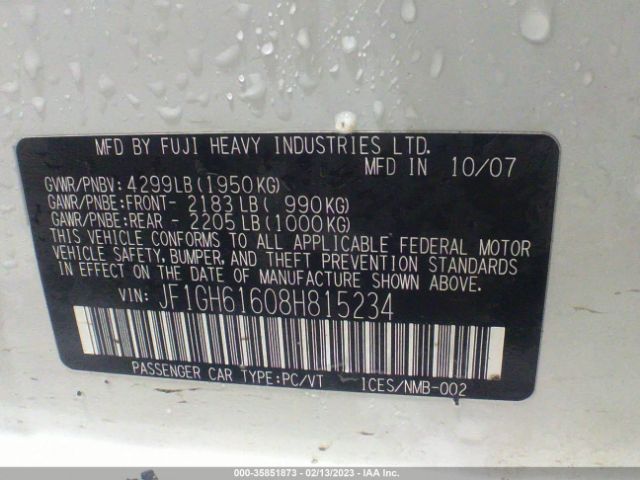 MFD BY FUJI HEAVY INDUSTRIES LTD.
MFD IN 10/07
GVWR/PNBV: 4299LB(1950KG)
GAWR/PNBE:FRONT- 2183LB( 990KG)
GAWR/PNBE:REAR - 2205LB(1000KG)
THIS VEHICLE CONFORMS TO ALL APPLICABLE FEDERAL MOTOR
VEHICLE SAFETY, BUMPER, AND THEFT PREVENTION STANDARDS
IN EFFECT ON THE DATE OF MANUFACTURE SHOWN ABOVE.
VIN: JF1GH61608H815234
PASSENGER CAR TYPE:PC/VT ICES/NMB-002
000-35851873 - 02/13/2023 - IAA Inc.